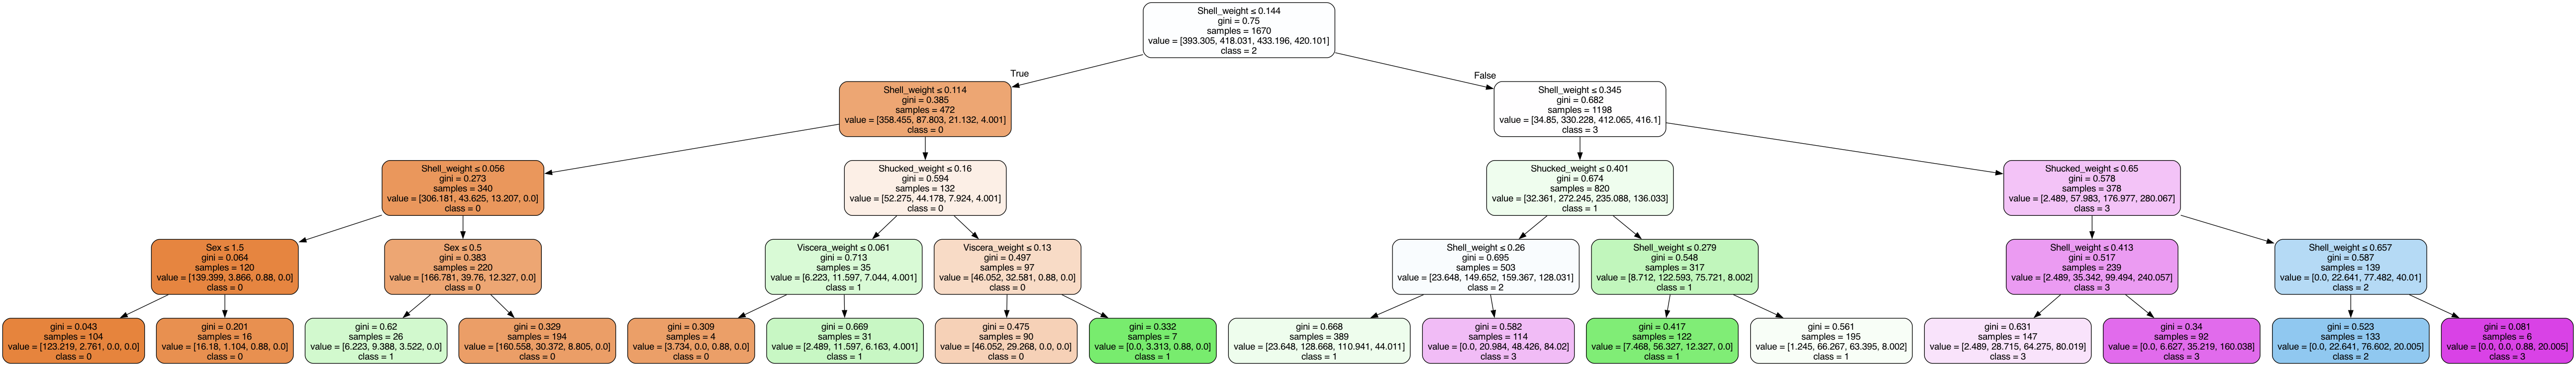 Shell_weight ≤ 0.144
gini = 0.75
samples = 1670
value = [393.305, 418.031, 433.196, 420.101]
class = 2
True
False
Shell_weight ≤ 0.114
gini = 0.385
samples = 472
value = [358.455, 87.803, 21.132, 4.001]
class = 0
Shell_weight ≤ 0.345
gini = 0.682
samples = 1198
value = [34.85, 330.228, 412.065, 416.1]
class = 3
Shell_weight ≤ 0.056
gini = 0.273
samples = 340
value = [306.181, 43.625, 13.207, 0.0]
class = 0
Shucked_weight ≤ 0.16
gini = 0.594
samples = 132
value = [52.275, 44.178, 7.924, 4.001]
class = 0
Shucked_weight ≤ 0.401
gini = 0.674
samples = 820
value = [32.361, 272.245, 235.088, 136.033]
class = 1
Shucked_weight ≤ 0.65
gini = 0.578
samples = 378
value = [2.489, 57.983, 176.977, 280.067]
class = 3
Sex ≤ 1.5
gini = 0.064
samples = 120
value = [139.399, 3.866, 0.88, 0.0]
class = 0
Sex ≤ 0.5
gini = 0.383
samples = 220
value = [166.781, 39.76, 12.327, 0.0]
class = 0
Viscera_weight ≤ 0.061
gini = 0.713
samples = 35
value = [6.223, 11.597, 7.044, 4.001]
class = 1
Viscera_weight ≤ 0.13
gini = 0.497
samples = 97
value = [46.052, 32.581, 0.88, 0.0]
class = 0
Shell_weight ≤ 0.26
gini = 0.695
samples = 503
value = [23.648, 149.652, 159.367, 128.031]
class = 2
Shell_weight ≤ 0.279
gini = 0.548
samples = 317
value = [8.712, 122.593, 75.721, 8.002]
class = 1
Shell_weight ≤ 0.413
gini = 0.517
samples = 239
value = [2.489, 35.342, 99.494, 240.057]
class = 3
Shell_weight ≤ 0.657
gini = 0.587
samples = 139
value = [0.0, 22.641, 77.482, 40.01]
class = 2
gini = 0.043
samples = 104
value = [123.219, 2.761, 0.0, 0.0]
class = 0
gini = 0.201
samples = 16
value = [16.18, 1.104, 0.88, 0.0]
class = 0
gini = 0.62
samples = 26
value = [6.223, 9.388, 3.522, 0.0]
class = 1
gini = 0.329
samples = 194
value = [160.558, 30.372, 8.805, 0.0]
class = 0
gini = 0.309
samples = 4
value = [3.734, 0.0, 0.88, 0.0]
class = 0
gini = 0.669
samples = 31
value = [2.489, 11.597, 6.163, 4.001]
class = 1
gini = 0.475
samples = 90
value = [46.052, 29.268, 0.0, 0.0]
class = 0
gini = 0.332
samples = 7
value = [0.0, 3.313, 0.88, 0.0]
class = 1
gini = 0.668
samples = 389
value = [23.648, 128.668, 110.941, 44.011]
class = 1
gini = 0.582
samples = 114
value = [0.0, 20.984, 48.426, 84.02]
class = 3
gini = 0.417
samples = 122
value = [7.468, 56.327, 12.327, 0.0]
class = 1
gini = 0.561
samples = 195
value = [1.245, 66.267, 63.395, 8.002]
class = 1
gini = 0.631
samples = 147
value = [2.489, 28.715, 64.275, 80.019]
class = 3
gini = 0.34
samples = 92
value = [0.0, 6.627, 35.219, 160.038]
class = 3
gini = 0.523
samples = 133
value = [0.0, 22.641, 76.602, 20.005]
class = 2
gini = 0.081
samples = 6
value = [0.0, 0.0, 0.88, 20.005]
class = 3